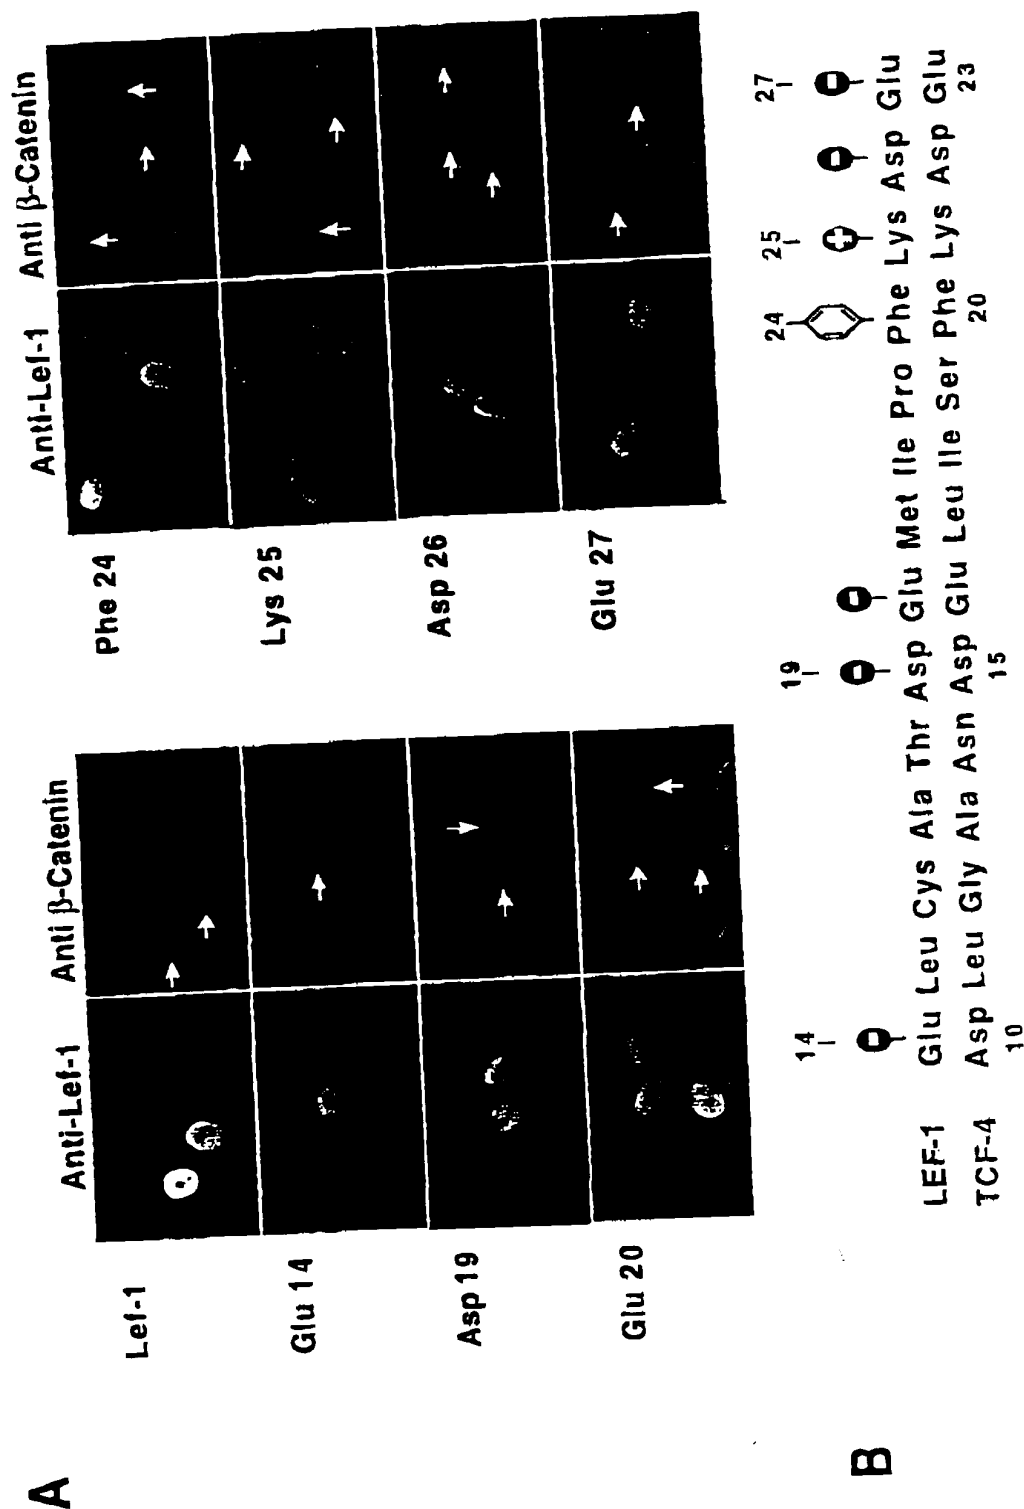 A
Anti-Lef-1 Anti β-Catenin
Lef-1
Glu 14
Asp 19
Glu 20
Anti-Lef-1 Anti β-Catenin
Phe 24
Lys 25
Asp 26
Glu 27
B
14 19 24 25 27
− − − + − −
LEF-1 Glu Leu Cys Ala Thr Asp Glu Met Ile Pro Phe Lys Asp Glu
TCF-4 Asp Leu Gly Ala Asn Asp Glu Leu Ile Ser Phe Lys Asp Glu
10 15 20 23